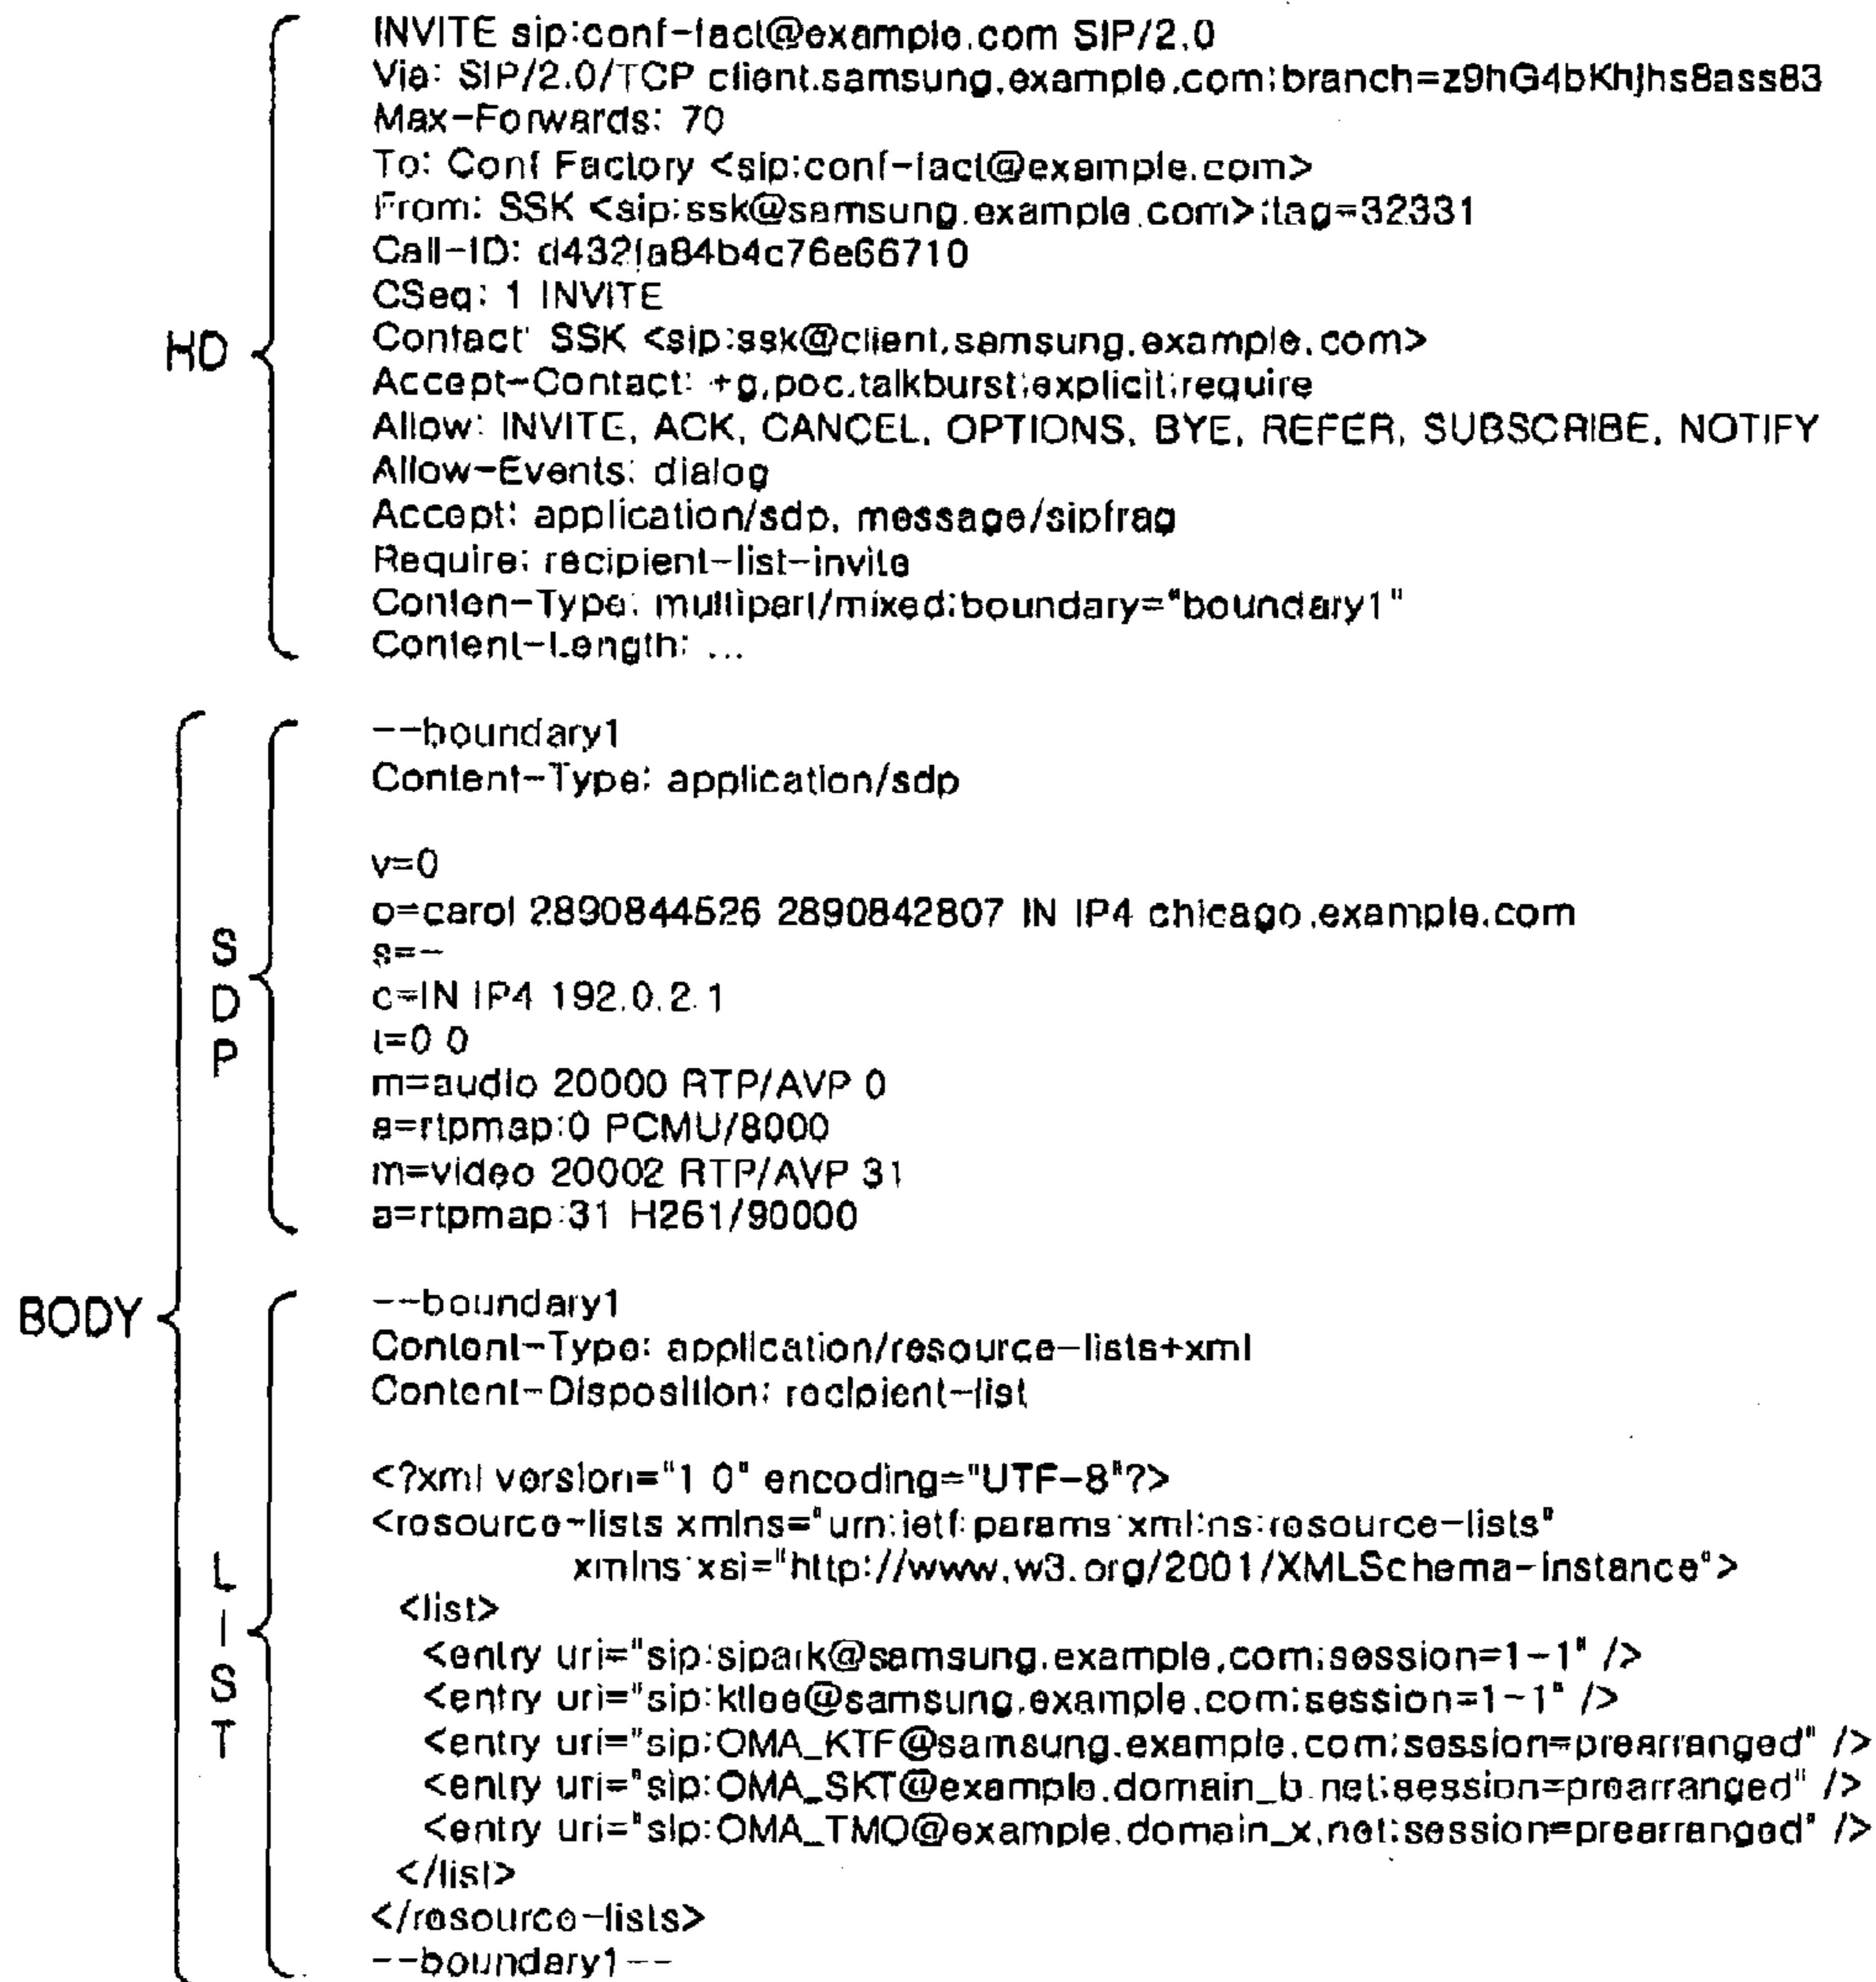 INVITE sip:conf-fact@example.com SIP/2.0
Via: SIP/2.0/TCP client.samsung.example.com;branch=z9hG4bKhjhs8ass83
Max-Forwards: 70
To: Conf Factory <sip:conf-fact@example.com>
From: SSK <sip:ssk@samsung.example.com>;tag=32331
Call-ID: d432fa84b4c76e66710
CSeq: 1 INVITE
HD
Contact: SSK <sip:ssk@client.samsung.example.com>
Accept-Contact: +g.poc.talkburst;explicit;require
Allow: INVITE, ACK, CANCEL, OPTIONS, BYE, REFER, SUBSCRIBE, NOTIFY
Allow-Events: dialog
Accept: application/sdp, message/sipfrag
Require: recipient-list-invite
Conten-Type: multipart/mixed;boundary="boundary1"
Content-Length: ...
--boundary1
Content-Type: application/sdp
v=0
o=carol 2890844526 2890842807 IN IP4 chicago.example.com
SDP
s=-
c=IN IP4 192.0.2.1
t=0 0
m=audio 20000 RTP/AVP 0
a=rtpmap:0 PCMU/8000
m=video 20002 RTP/AVP 31
a=rtpmap:31 H261/90000
BODY
--boundary1
Content-Type: application/resource-lists+xml
Content-Disposition: recipient-list
<?xml version="1.0" encoding="UTF-8"?>
<resource-lists xmlns="urn:ietf:params:xml:ns:resource-lists"
xmlns:xsi="http://www.w3.org/2001/XMLSchema-instance">
LIST
<list>
<entry uri="sip:sipark@samsung.example.com;session=1-1" />
<entry uri="sip:ktlee@samsung.example.com;session=1-1" />
<entry uri="sip:OMA_KTF@samsung.example.com;session=prearranged" />
<entry uri="sip:OMA_SKT@example.domain_b.net;session=prearranged" />
<entry uri="sip:OMA_TMO@example.domain_x.net;session=prearranged" />
</list>
</resource-lists>
--boundary1--